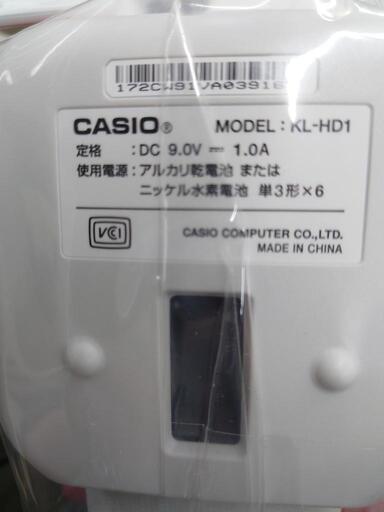 CASIO® MODEL：KL-HD1
定格 ：DC 9.0V ⎓ 1.0A
使用電源：アルカリ乾電池 または
ニッケル水素電池 単3形×6
VCI
CASIO COMPUTER CO.,LTD.
MADE IN CHINA